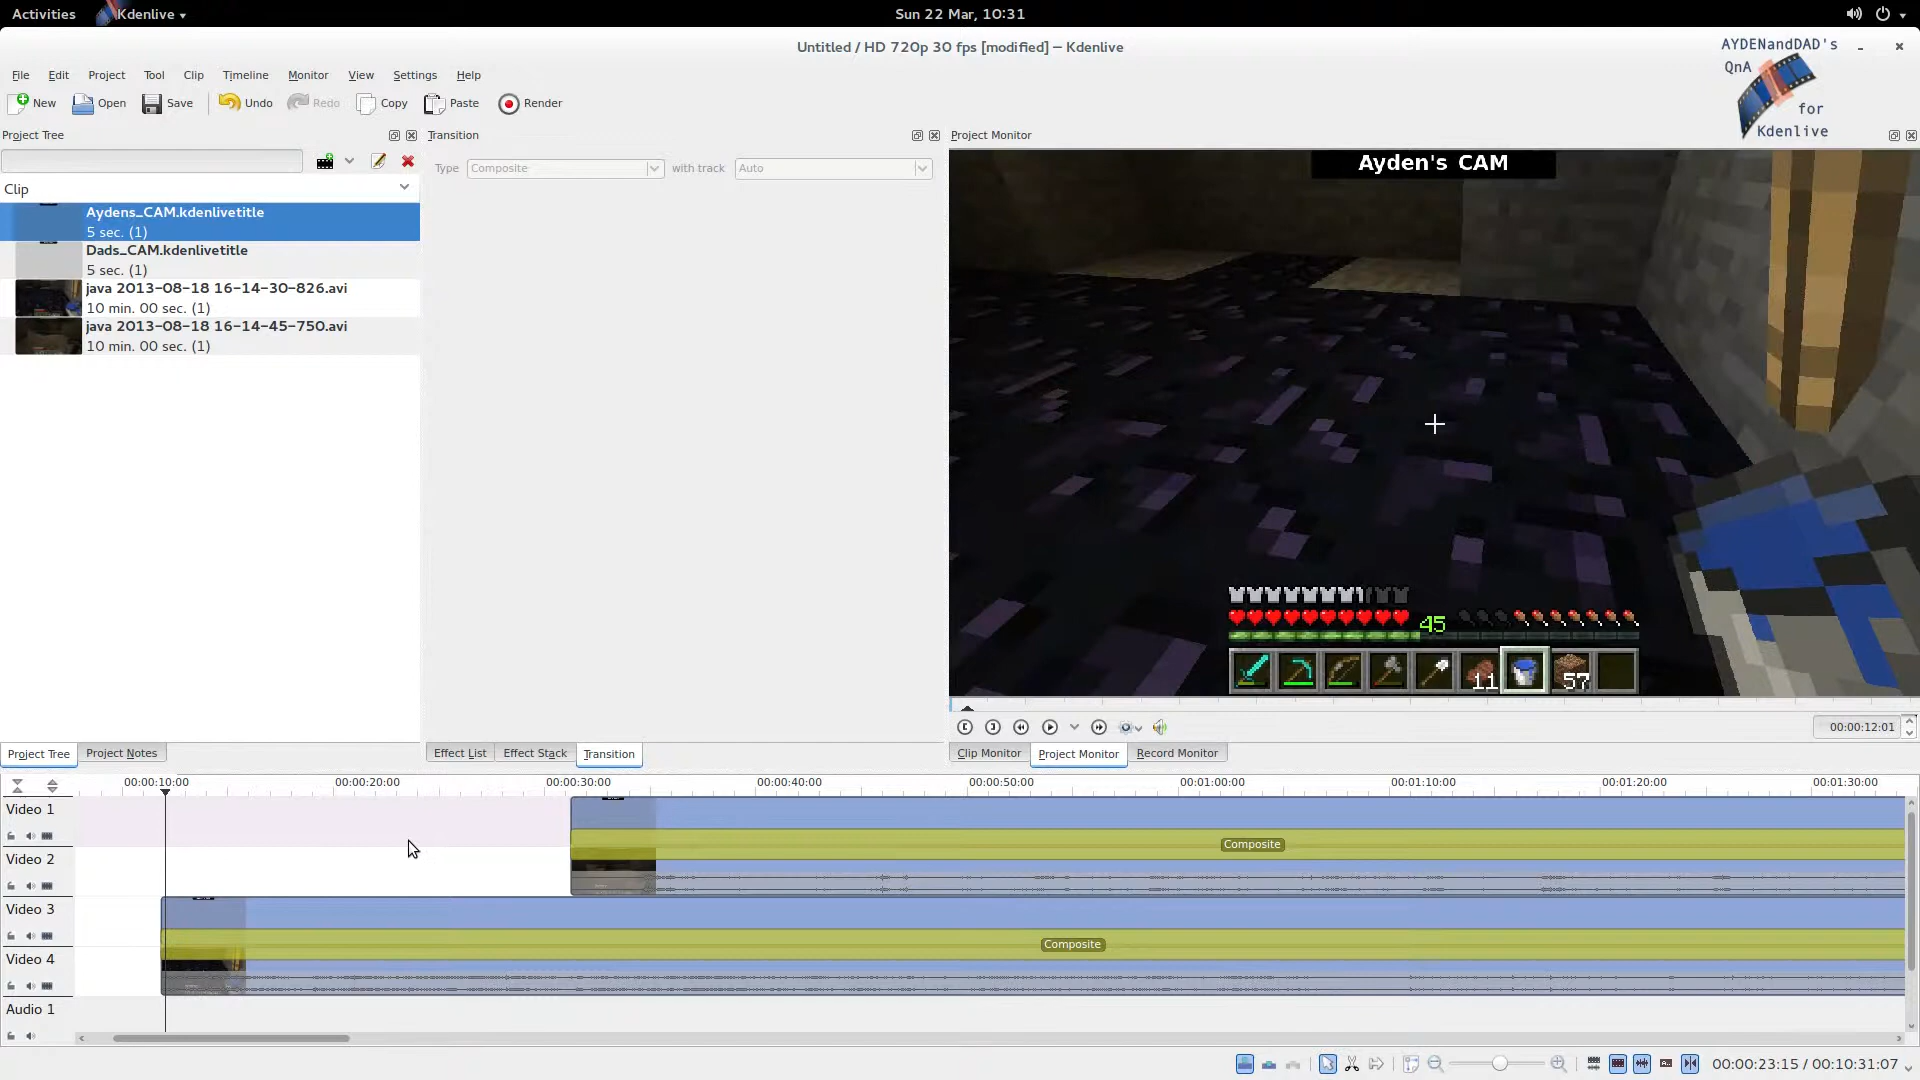 Activities Kdenlive Sun 22 Mar, 10:31
Untitled / HD 720p 30 fps [modified] – Kdenlive
AYDENandDAD's
QnA
for
Kdenlive
File Edit Project Tool Clip Timeline Monitor View Settings Help
New Open Save Undo Redo Copy Paste Render
Project Tree Transition Project Monitor
Type Composite with track Auto
Ayden's CAM
Clip
Aydens_CAM.kdenlivetitle
5 sec. (1)
Dads_CAM.kdenlivetitle
5 sec. (1)
java 2013-08-18 16-14-30-826.avi
10 min. 00 sec. (1)
java 2013-08-18 16-14-45-750.avi
10 min. 00 sec. (1)
45
11 57
00:00:12:01
Project Tree Project Notes Effect List Effect Stack Transition Clip Monitor Project Monitor Record Monitor
00:00:10:00 00:00:20:00 00:00:30:00 00:00:40:00 00:00:50:00 00:01:00:00 00:01:10:00 00:01:20:00 00:01:30:00
Video 1
Composite
Video 2
Video 3
Composite
Video 4
Audio 1
00:00:23:15 / 00:10:31:07